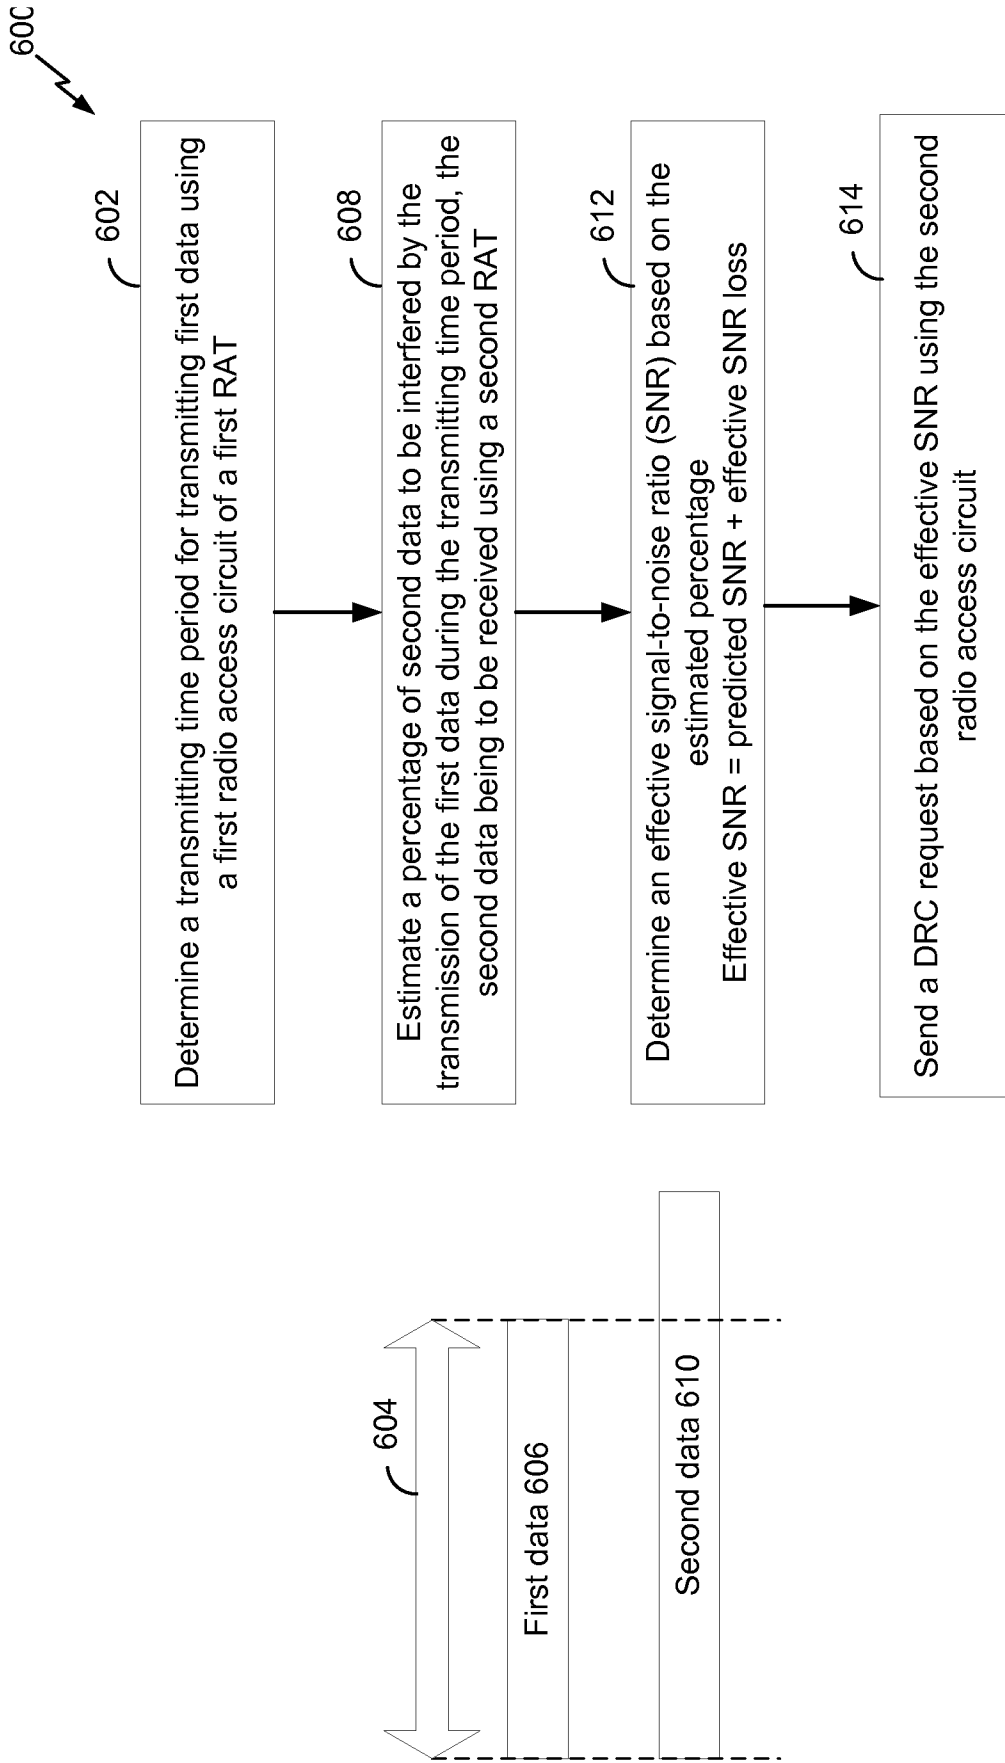 600
602
Determine a transmitting time period for transmitting first data using
a first radio access circuit of a first RAT
608
Estimate a percentage of second data to be interfered by the
transmission of the first data during the transmitting time period, the
second data being to be received using a second RAT
612
Determine an effective signal-to-noise ratio (SNR) based on the
estimated percentage
Effective SNR = predicted SNR + effective SNR loss
614
Send a DRC request based on the effective SNR using the second
radio access circuit
604
First data 606
Second data 610